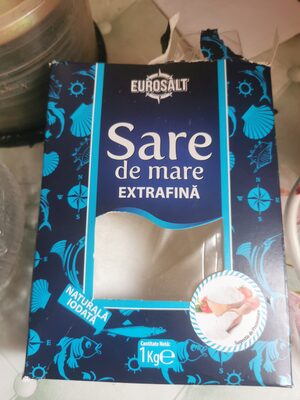 EUROSALT
Sare
de mare
EXTRAFINĂ
NATURALĂ
IODATĂ
Cantitate Netă:
1Kg℮